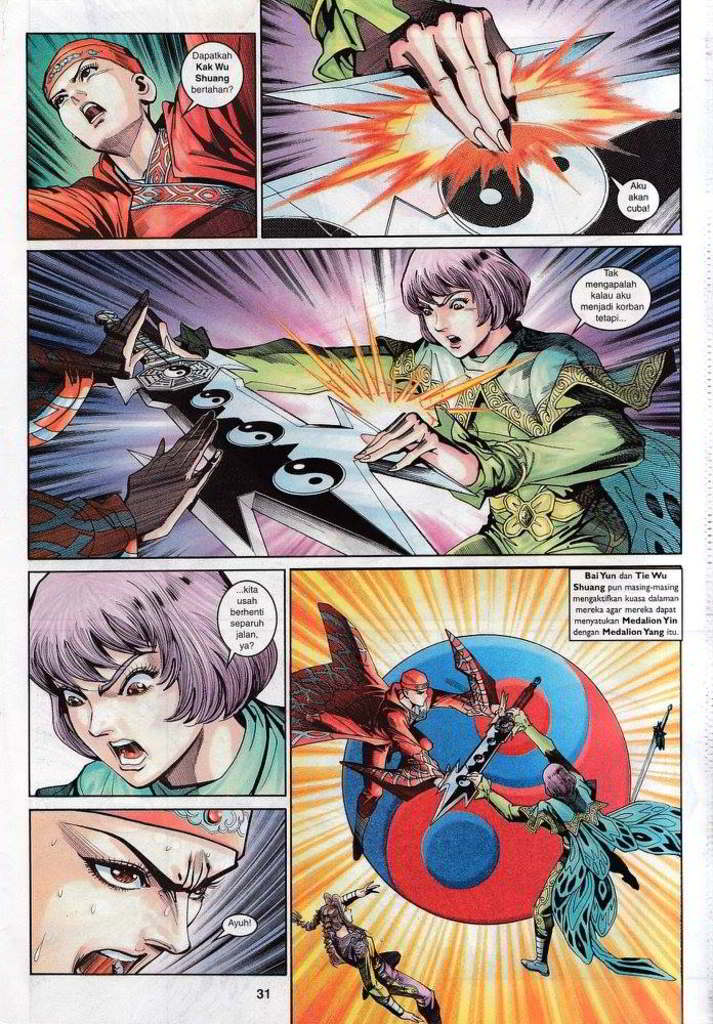 Dapatkah
Kak Wu
Shuang
bertahan?
Aku
akan
cuba!
Tak
mengapalah
kalau aku
menjadi korban
tetapi...
...kita
usah
berhenti
separuh
jalan,
ya?
Bai Yun dan Tie Wu
Shuang pun masing-masing
mengaktifkan kuasa dalaman
mereka agar mereka dapat
menyatukan Medalion Yin
dengan Medalion Yang itu.
Ayuh!
31